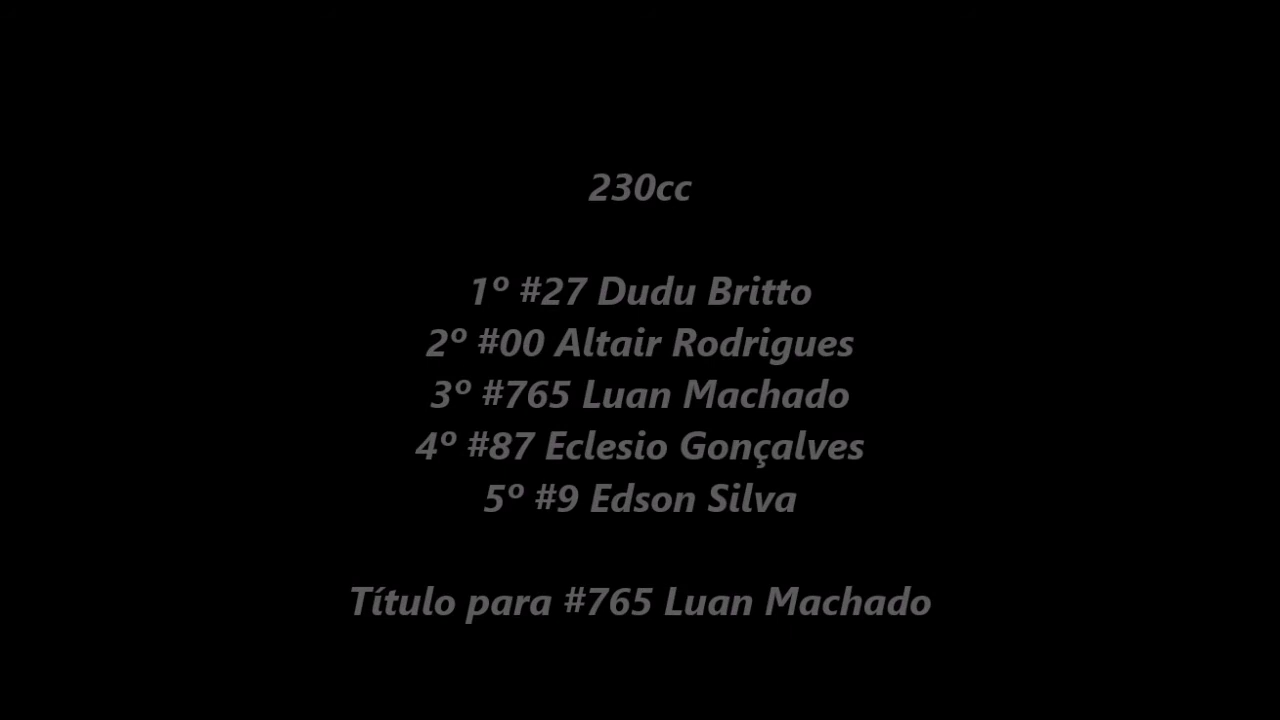 230cc
1º #27 Dudu Britto
2º #00 Altair Rodrigues
3º #765 Luan Machado
4º #87 Eclesio Gonçalves
5º #9 Edson Silva
Título para #765 Luan Machado